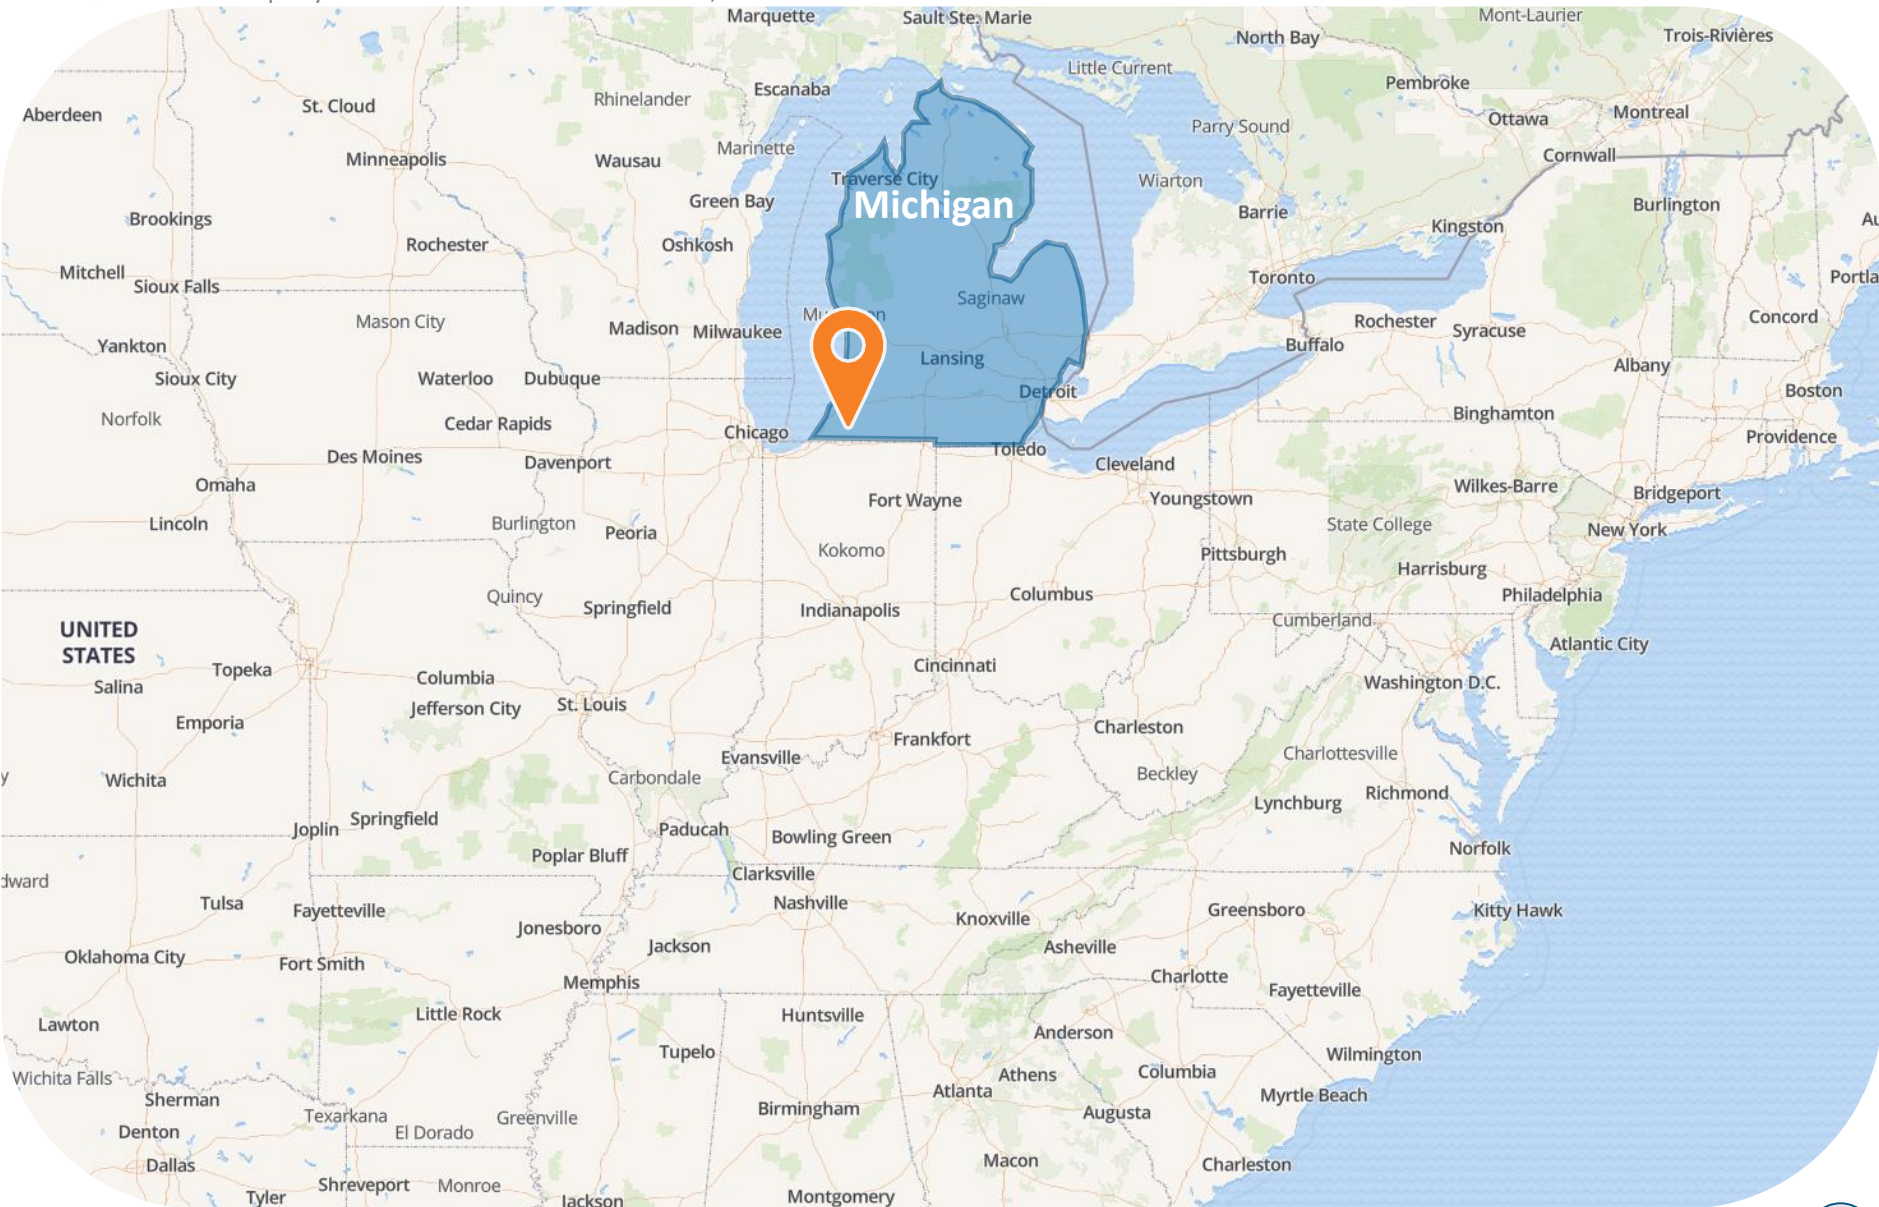 Marquette
Sault Ste. Marie
Mont-Laurier
North Bay
Trois-Rivières
Little Current
Escanaba
Pembroke
Rhinelander
St. Cloud
Aberdeen
Ottawa
Montreal
Parry Sound
Marinette
Cornwall
Minneapolis
Wausau
Traverse City
Wiarton
Green Bay
Michigan
Burlington
Barrie
Brookings
Kingston
Rochester
Oshkosh
Mitchell
Sioux Falls
Toronto
Portla
Saginaw
Mason City
Madison
Milwaukee
Rochester
Syracuse
Concord
Yankton
Buffalo
Lansing
Albany
Sioux City
Waterloo
Dubuque
Detroit
Boston
Norfolk
Cedar Rapids
Chicago
Binghamton
Providence
Des Moines
Davenport
Toledo
Cleveland
Omaha
Fort Wayne
Youngstown
Wilkes-Barre
Bridgeport
Lincoln
Burlington
Peoria
State College
New York
Kokomo
Pittsburgh
Harrisburg
Quincy
Springfield
Indianapolis
Columbus
Philadelphia
Cumberland
UNITED
STATES
Atlantic City
Topeka
Columbia
Cincinnati
Washington D.C.
Salina
Jefferson City
St. Louis
Emporia
Charleston
Frankfort
Evansville
Charlottesville
Wichita
Carbondale
Beckley
Lynchburg
Richmond
Joplin
Springfield
Paducah
Bowling Green
Norfolk
Poplar Bluff
Clarksville
dward
Tulsa
Fayetteville
Nashville
Knoxville
Greensboro
Kitty Hawk
Jonesboro
Jackson
Asheville
Oklahoma City
Fort Smith
Memphis
Charlotte
Fayetteville
Little Rock
Huntsville
Lawton
Anderson
Tupelo
Wilmington
Wichita Falls
Athens
Columbia
Sherman
Atlanta
Myrtle Beach
Texarkana
Greenville
Birmingham
Augusta
Denton
El Dorado
Dallas
Macon
Charleston
Shreveport
Monroe
Tyler
Jackson
Montgomery